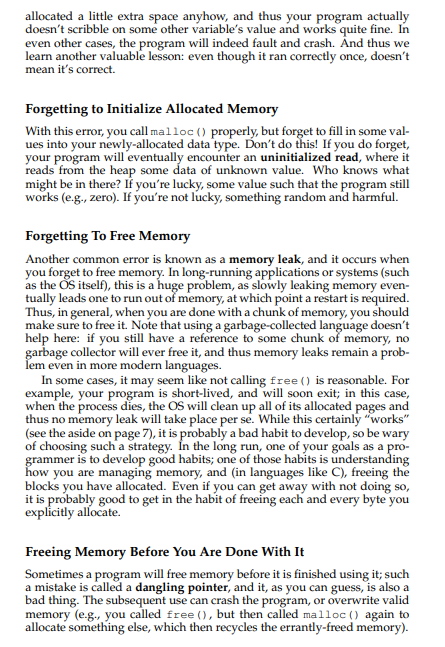 allocated a little extra space anyhow, and thus your program actually
doesn't scribble on some other variable's value and works quite fine. In
even other cases, the program will indeed fault and crash. And thus we
learn another valuable lesson: even though it ran correctly once, doesn't
mean it's correct.
Forgetting to Initialize Allocated Memory
With this error, you call malloc() properly, but forget to fill in some val-
ues into your newly-allocated data type. Don't do this! If you do forget,
your program will eventually encounter an uninitialized read, where it
reads from the heap some data of unknown value. Who knows what
might be in there? If you're lucky, some value such that the program still
works (e.g., zero). If you're not lucky, something random and harmful.
Forgetting To Free Memory
Another common error is known as a memory leak, and it occurs when
you forget to free memory. In long-running applications or systems (such
as the OS itself), this is a huge problem, as slowly leaking memory even-
tually leads one to run out of memory, at which point a restart is required.
Thus, in general, when you are done with a chunk of memory, you should
make sure to free it. Note that using a garbage-collected language doesn't
help here: if you still have a reference to some chunk of memory, no
garbage collector will ever free it, and thus memory leaks remain a prob-
lem even in more modern languages.
In some cases, it may seem like not calling free() is reasonable. For
example, your program is short-lived, and will soon exit; in this case,
when the process dies, the OS will clean up all of its allocated pages and
thus no memory leak will take place per se. While this certainly "works"
(see the aside on page 7), it is probably a bad habit to develop, so be wary
of choosing such a strategy. In the long run, one of your goals as a pro-
grammer is to develop good habits; one of those habits is understanding
how you are managing memory, and (in languages like C), freeing the
blocks you have allocated. Even if you can get away with not doing so,
it is probably good to get in the habit of freeing each and every byte you
explicitly allocate.
Freeing Memory Before You Are Done With It
Sometimes a program will free memory before it is finished using it; such
a mistake is called a dangling pointer, and it, as you can guess, is also a
bad thing. The subsequent use can crash the program, or overwrite valid
memory (e.g., you called free(), but then called malloc() again to
allocate something else, which then recycles the errantly-freed memory).